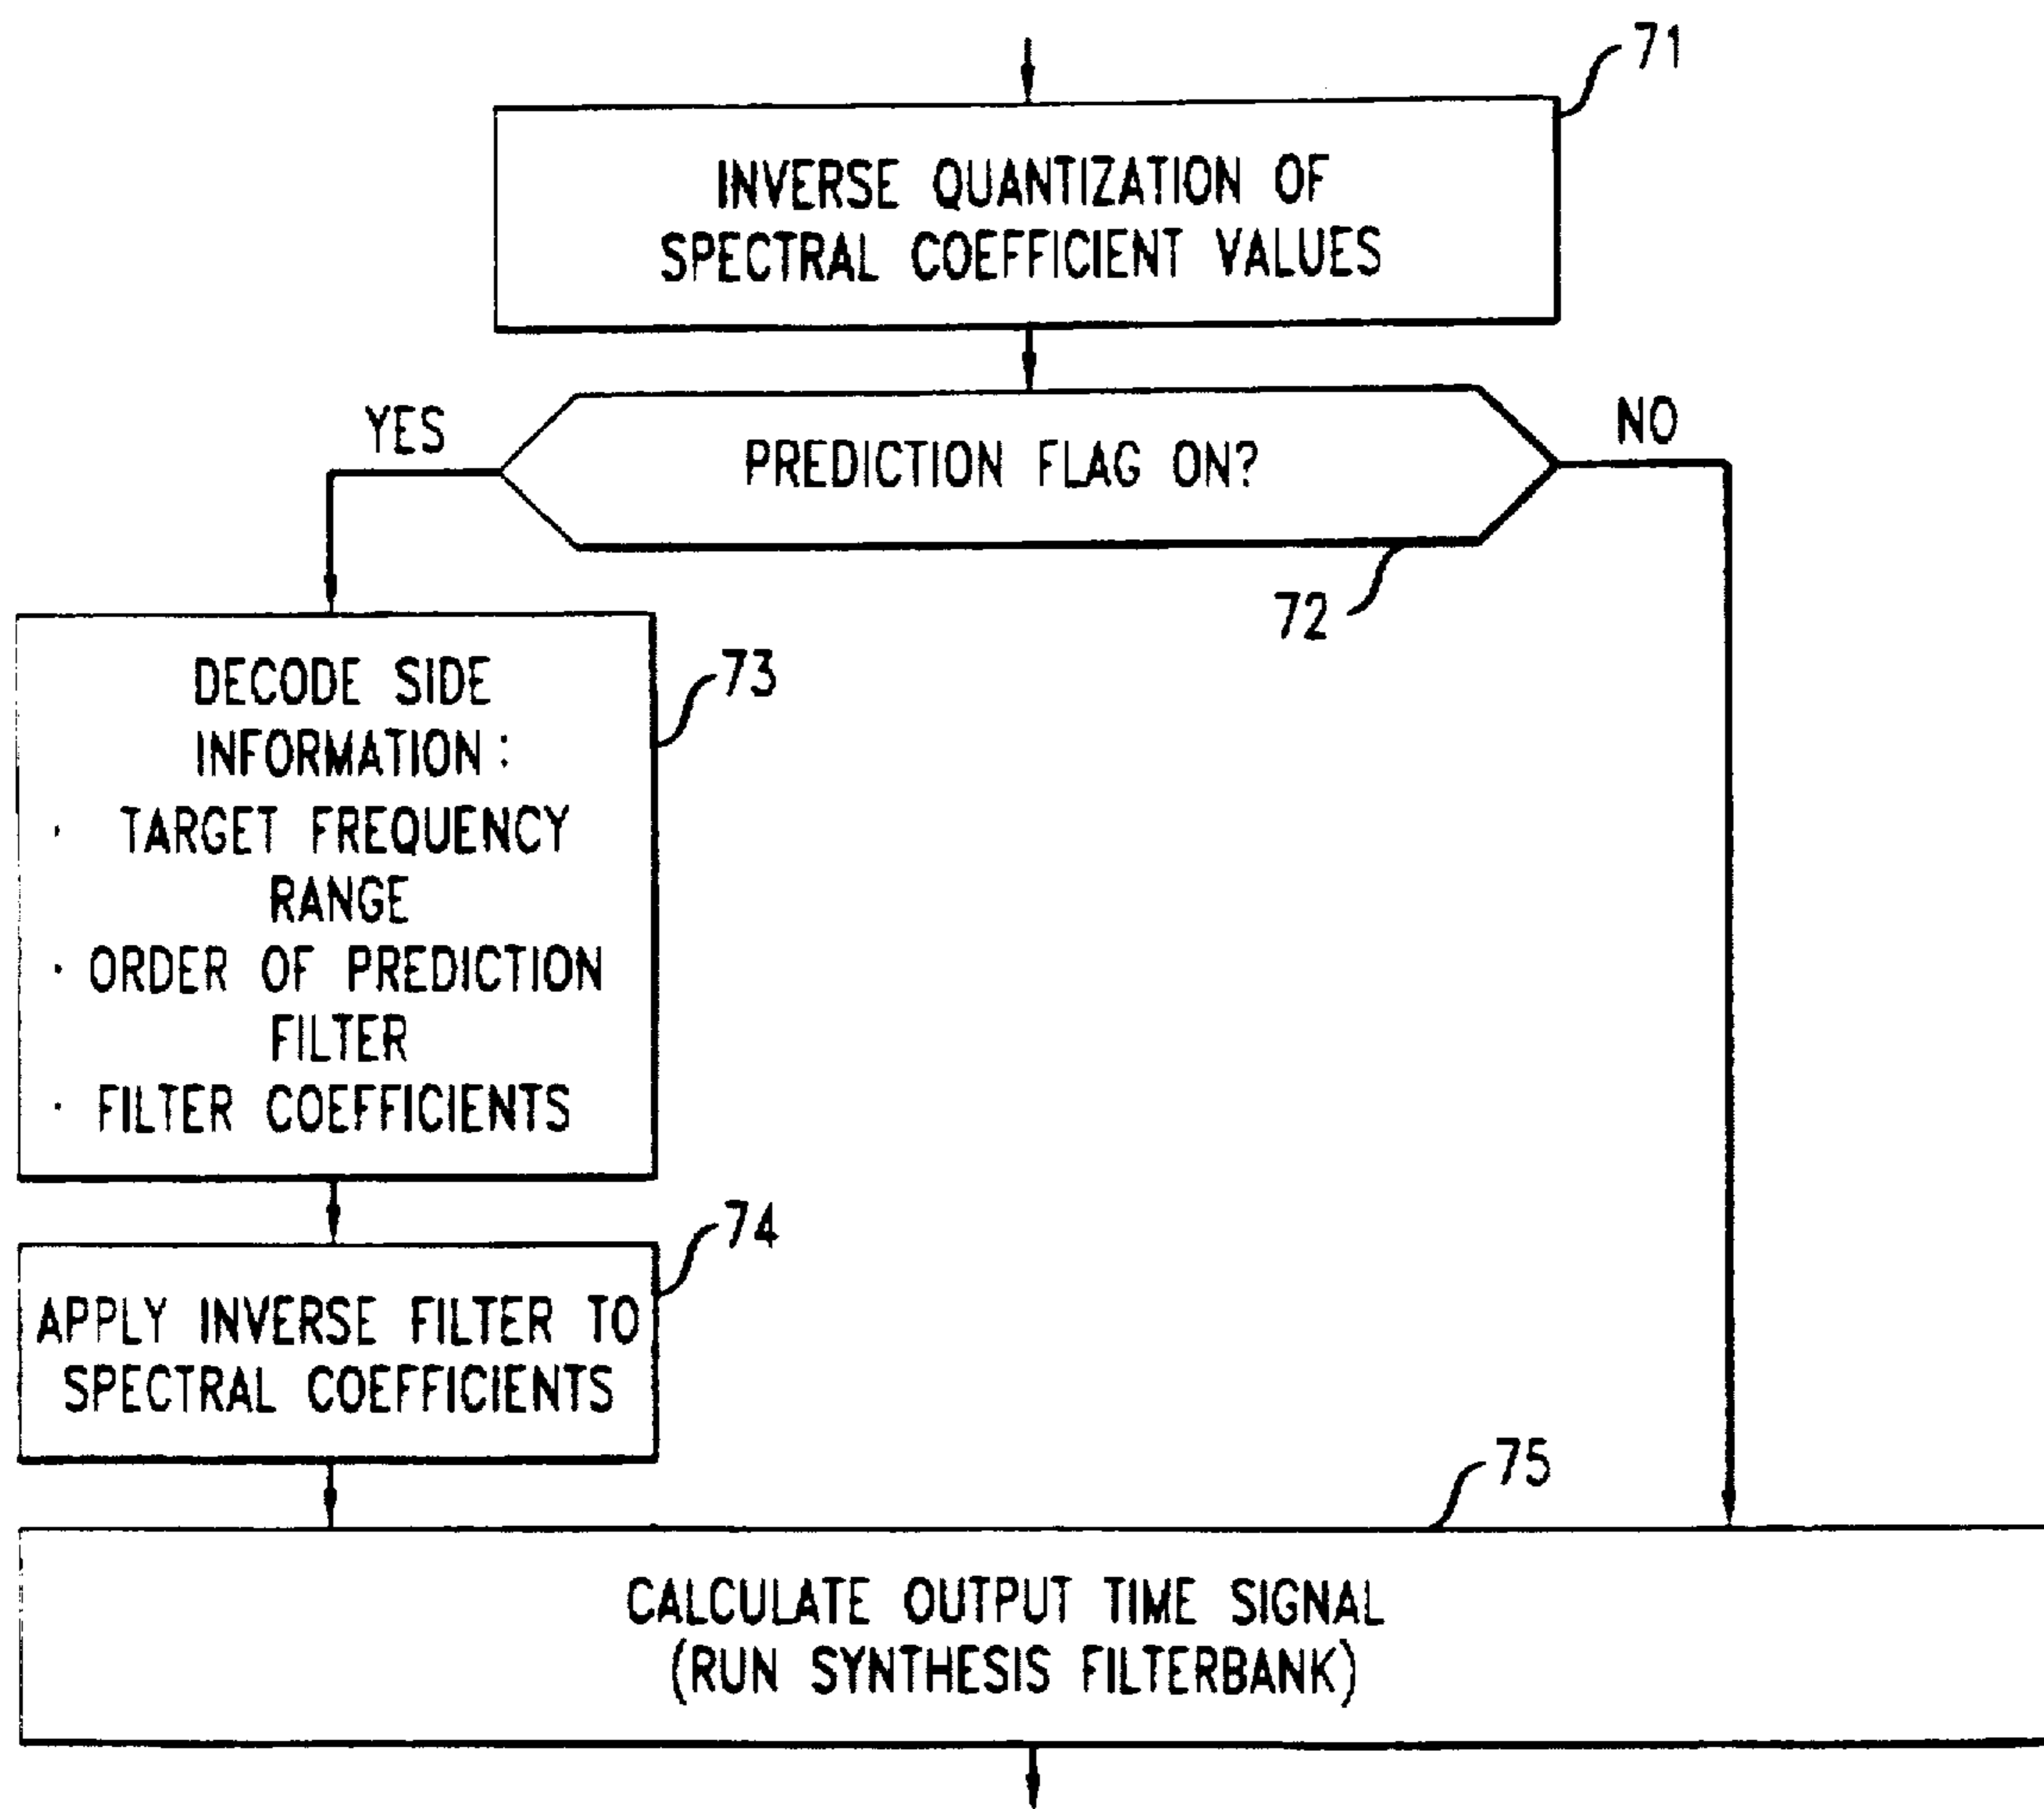 71
INVERSE QUANTIZATION OF
SPECTRAL COEFFICIENT VALUES
YES
PREDICTION FLAG ON?
NO
72
DECODE SIDE
INFORMATION:
· TARGET FREQUENCY
RANGE
· ORDER OF PREDICTION
FILTER
· FILTER COEFFICIENTS
73
74
APPLY INVERSE FILTER TO
SPECTRAL COEFFICIENTS
75
CALCULATE OUTPUT TIME SIGNAL
(RUN SYNTHESIS FILTERBANK)